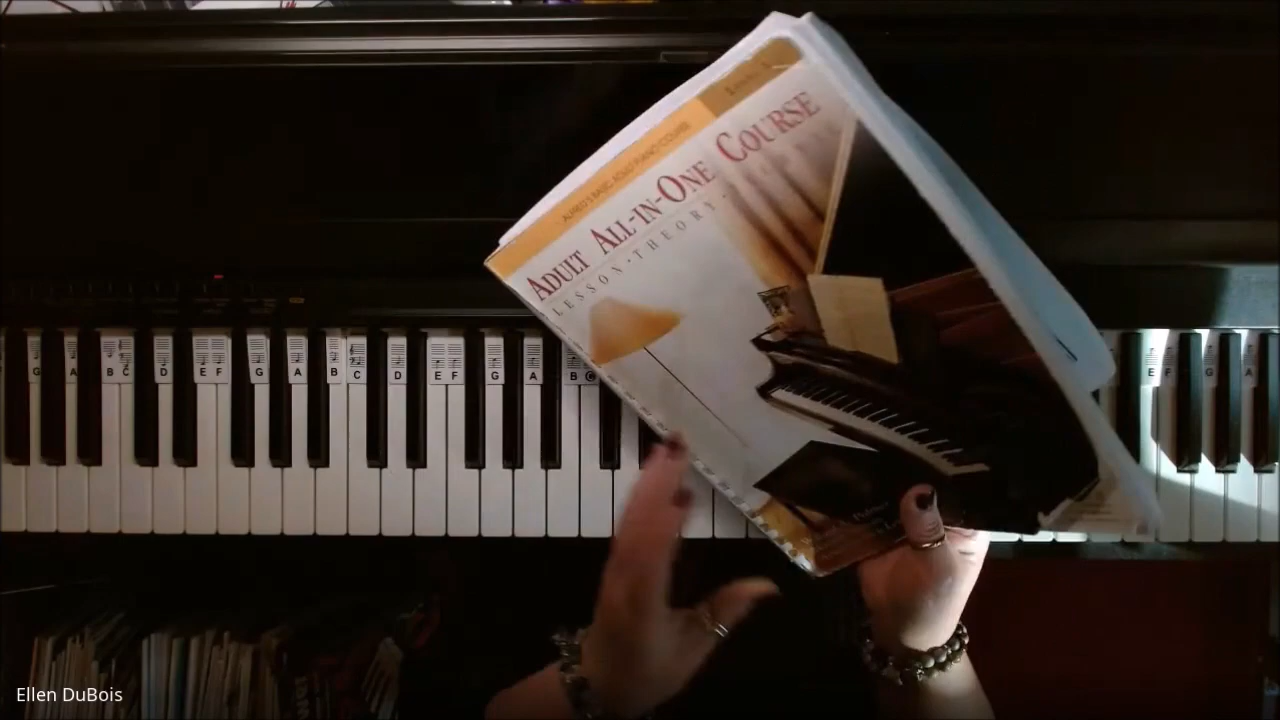 ALFRED'S BASIC ADULT PIANO COURSE
ADULT ALL-IN-ONE COURSE
LESSON • THEORY •
G A B C D E F G A B C D E F G A B C
E F G A
Ellen DuBois